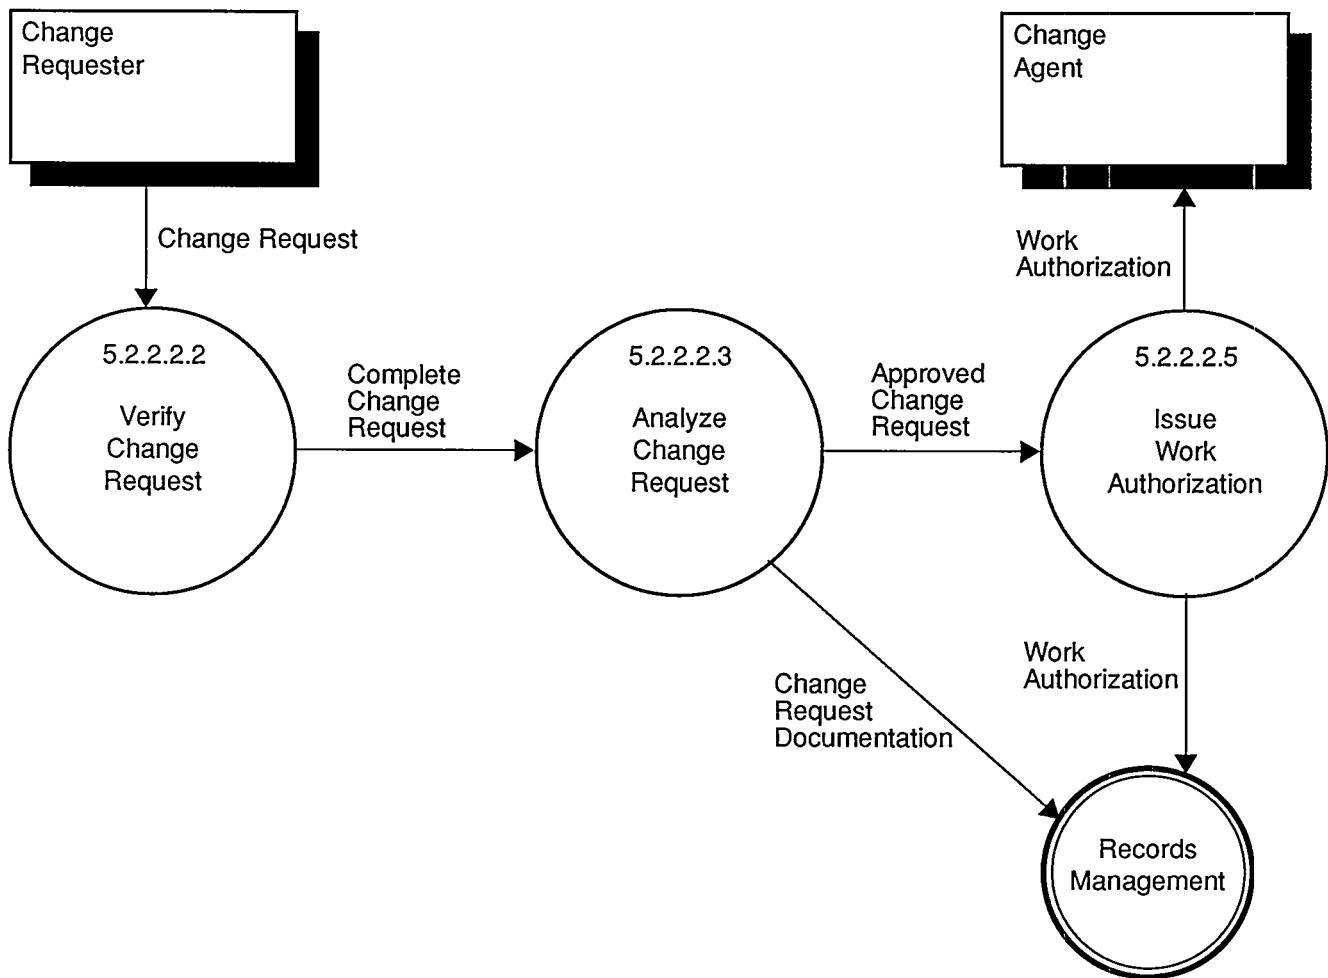 Change
Requester
Change
Agent
Change Request
Work
Authorization
5.2.2.2.2
Verify
Change
Request
Complete
Change
Request
5.2.2.2.3
Analyze
Change
Request
Approved
Change
Request
5.2.2.2.5
Issue
Work
Authorization
Change
Request
Documentation
Work
Authorization
Records
Management